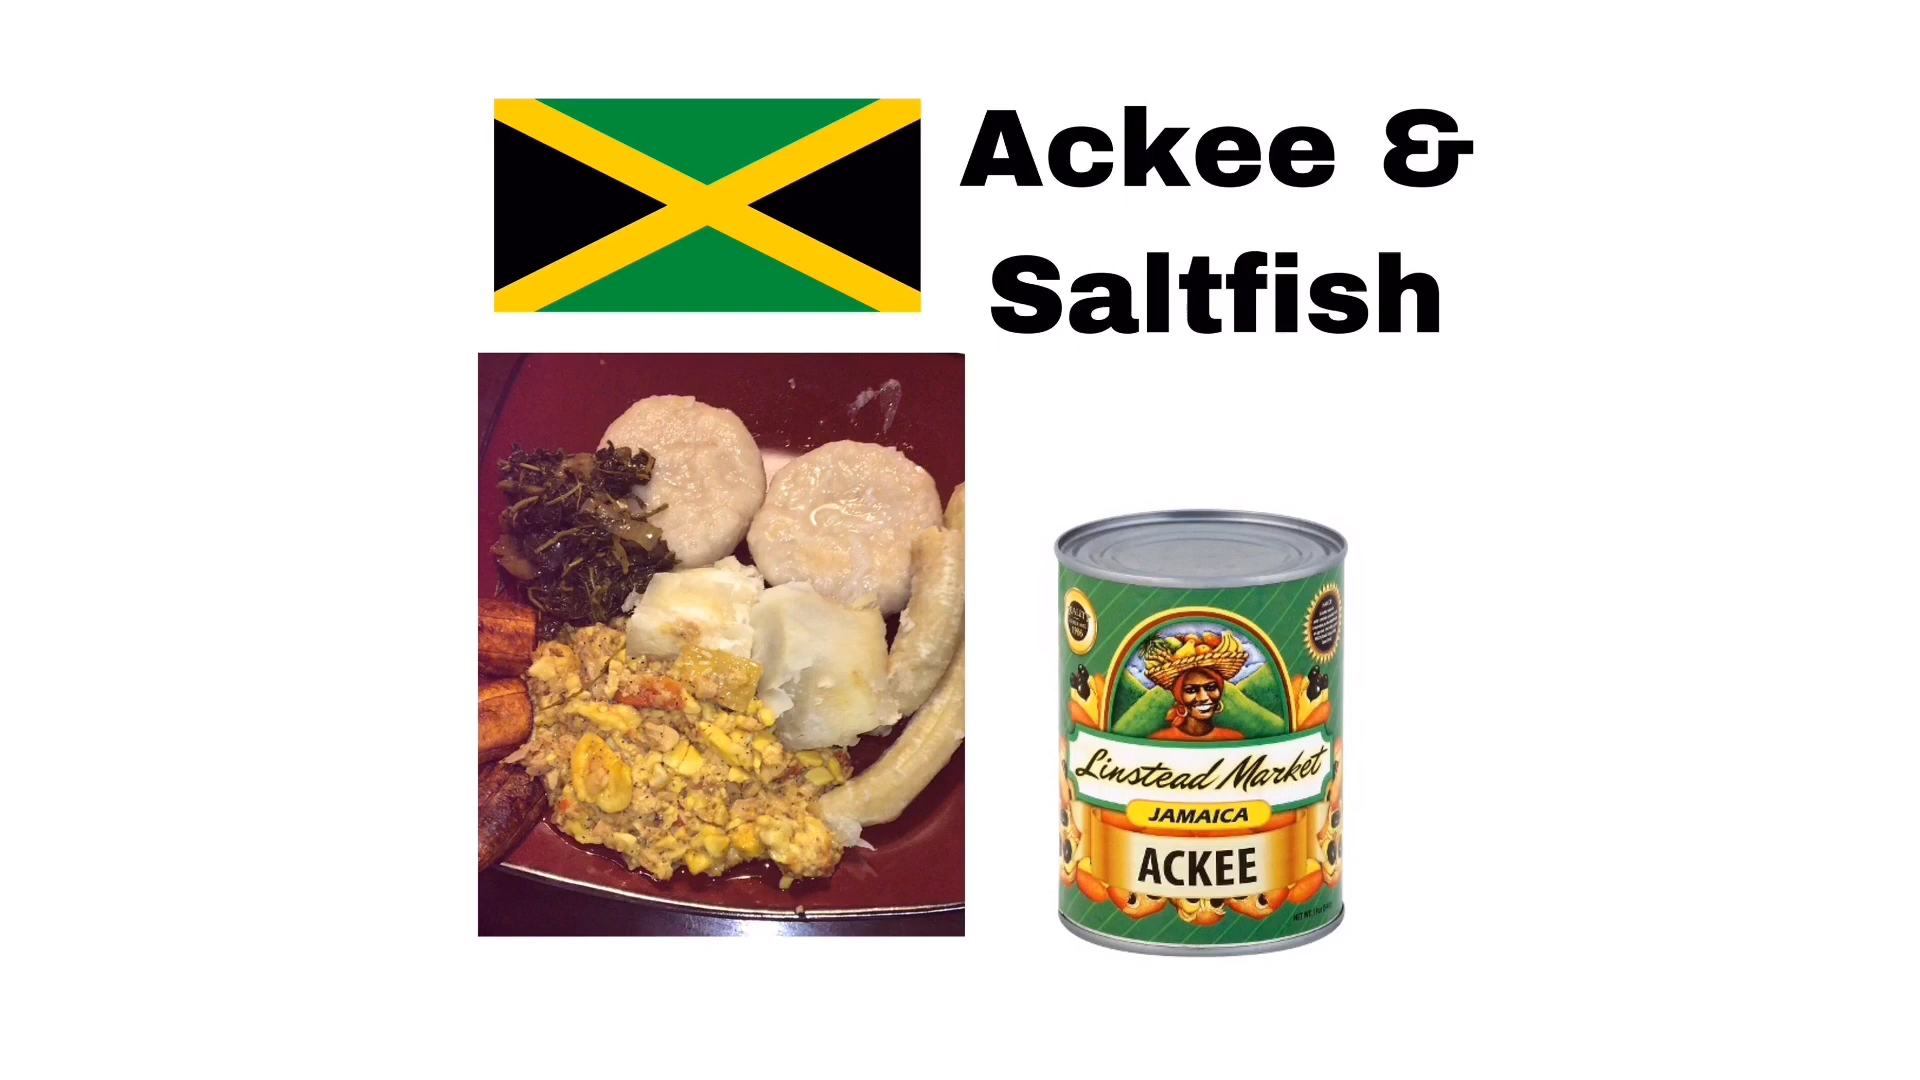 Ackee &
Saltfish
Linstead Market
JAMAICA
ACKEE